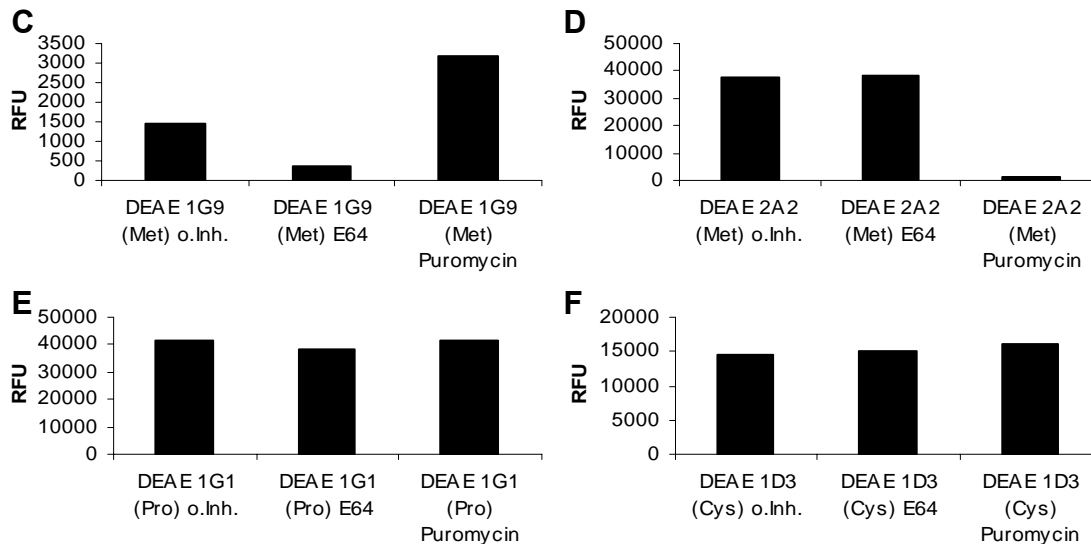 C
RFU
3500
3000
2500
2000
1500
1000
500
0
DEAE 1G9 (Met) o.Inh.
DEAE 1G9 (Met) E64
DEAE 1G9 (Met) Puromycin
D
RFU
50000
40000
30000
20000
10000
0
DEAE 2A2 (Met) o.Inh.
DEAE 2A2 (Met) E64
DEAE 2A2 (Met) Puromycin
E
RFU
50000
40000
30000
20000
10000
0
DEAE 1G1 (Pro) o.Inh.
DEAE 1G1 (Pro) E64
DEAE 1G1 (Pro) Puromycin
F
RFU
20000
15000
10000
5000
0
DEAE 1D3 (Cys) o.Inh.
DEAE 1D3 (Cys) E64
DEAE 1D3 (Cys) Puromycin